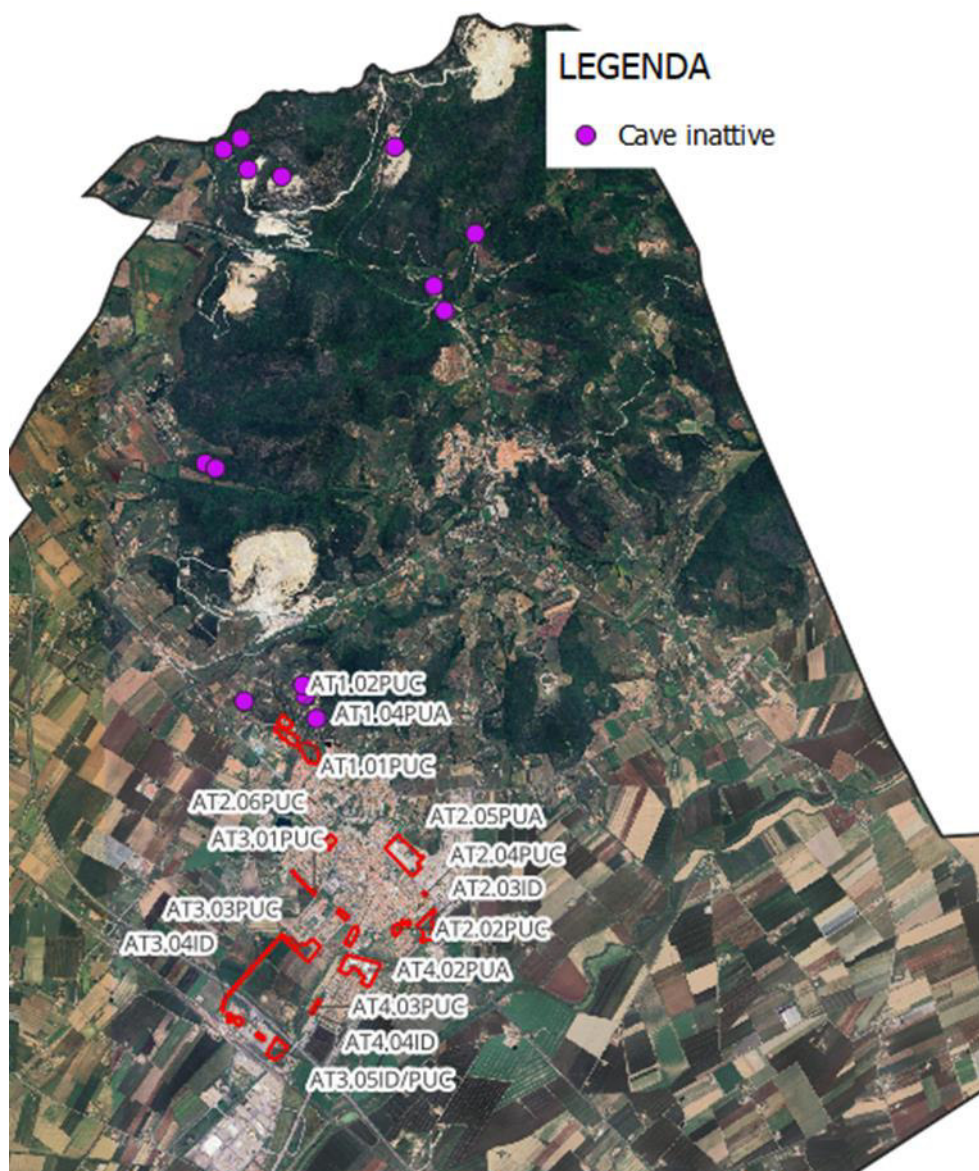 LEGENDA
Cave inattive
AT1.02PUC
AT1.04PUA
AT1.01PUC
AT2.06PUC
AT2.05PUA
AT3.01PUC
AT2.04PUC
AT2.03ID
AT3.03PUC
AT2.02PUC
AT3.04ID
AT4.02PUA
AT4.03PUC
AT4.04ID
AT3.05ID/PUC